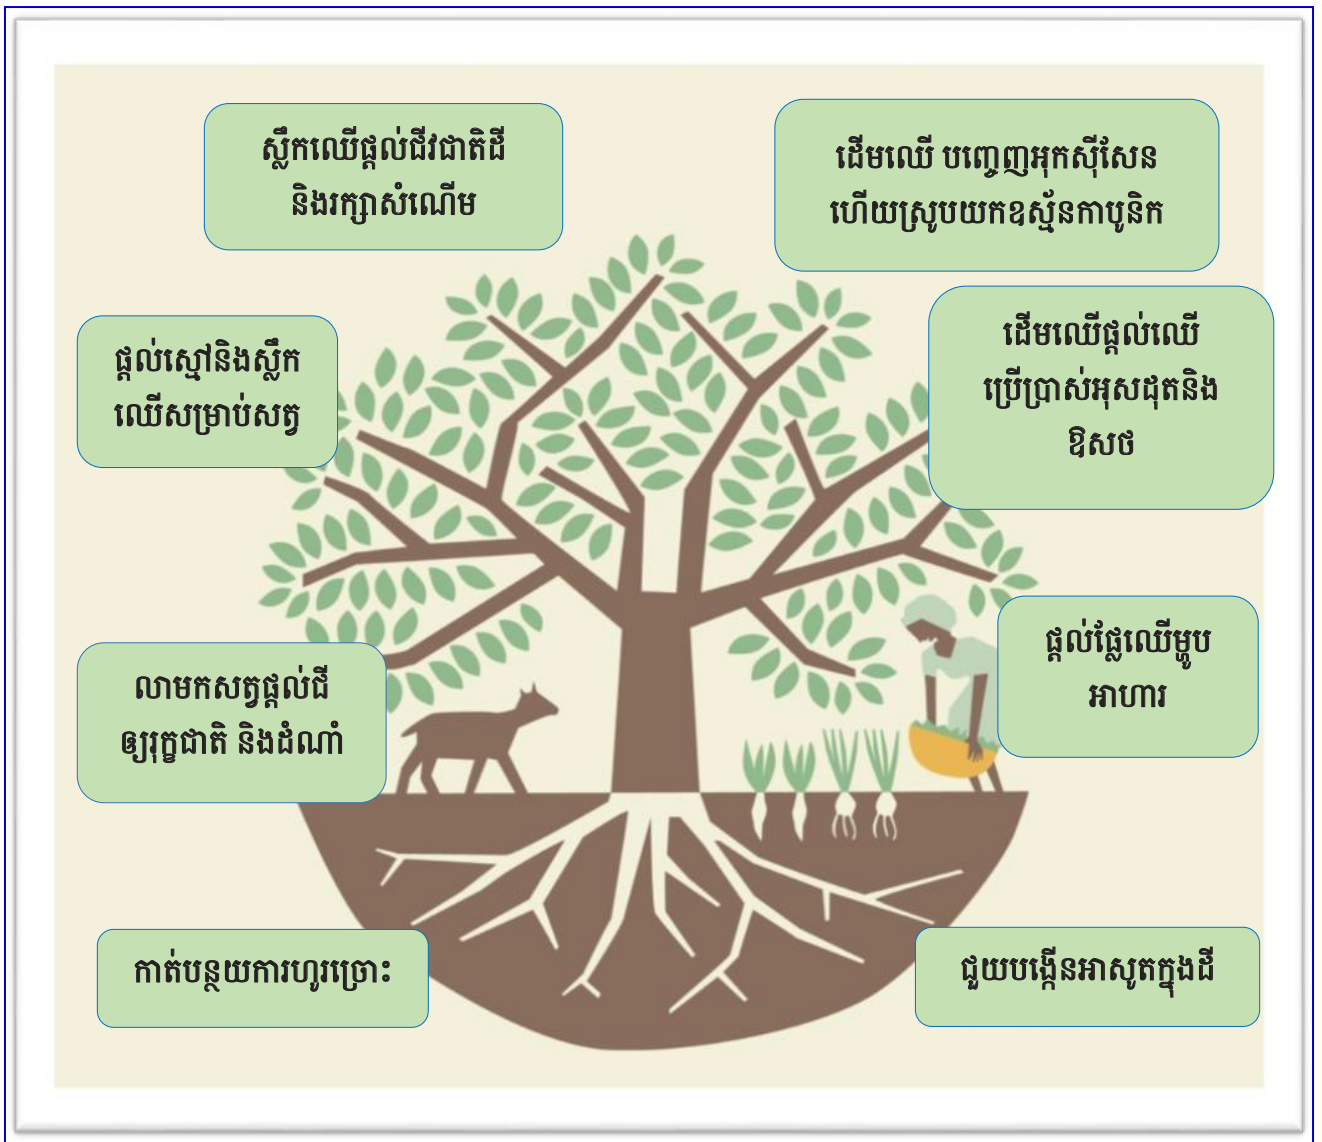 ស្លឹកឈើផ្តល់ជីវជាតិដី
និងរក្សាសំណើម
ដើមឈើ បញ្ចេញអុកស៊ីសែន
ហើយស្រូបយកឧស្ម័នកាបូនិក
ផ្តល់ស្មៅនិងស្លឹក
ឈើសម្រាប់សត្វ
ដើមឈើផ្តល់ឈើ
ប្រើប្រាស់អុសដុតនិង
ឱសថ
ផ្តល់ផ្លែឈើម្ហូប
អាហារ
លាមកសត្វផ្តល់ជី
ឲ្យរុក្ខជាតិ និងដំណាំ
កាត់បន្ថយការហូរច្រោះ
ជួយបង្កើនអាសូតក្នុងដី